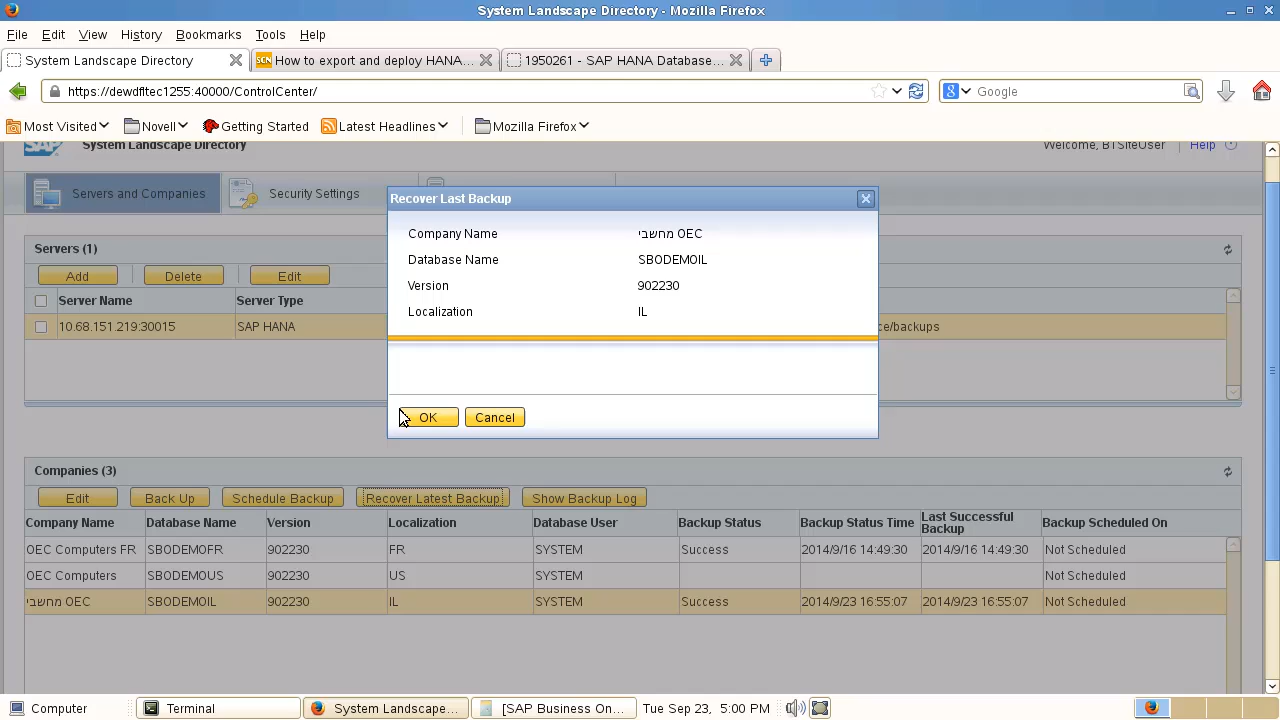 System Landscape Directory - Mozilla Firefox
File Edit View History Bookmarks Tools Help
System Landscape Directory
SCN How to export and deploy HANA...
1950261 - SAP HANA Database...
https://dewdfltec1255:40000/ControlCenter/
Google
Most Visited Novell Getting Started Latest Headlines Mozilla Firefox
SAP System Landscape Directory
Welcome, B1SiteUser Help
Servers and Companies Security Settings
Servers (1)
Add Delete Edit
Server Name Server Type
10.68.151.219:30015 SAP HANA ce/backups
Recover Last Backup
Company Name מחשבי OEC
Database Name SBODEMOIL
Version 902230
Localization IL
OK Cancel
Companies (3)
Edit Back Up Schedule Backup Recover Latest Backup Show Backup Log
Company Name Database Name Version Localization Database User Backup Status Backup Status Time Last Successful Backup Backup Scheduled On
OEC Computers FR SBODEMOFR 902230 FR SYSTEM Success 2014/9/16 14:49:30 2014/9/16 14:49:30 Not Scheduled
OEC Computers SBODEMOUS 902230 US SYSTEM Not Scheduled
מחשבי OEC SBODEMOIL 902230 IL SYSTEM Success 2014/9/23 16:55:07 2014/9/23 16:55:07 Not Scheduled
Computer Terminal System Landscape... [SAP Business On... Tue Sep 23, 5:00 PM